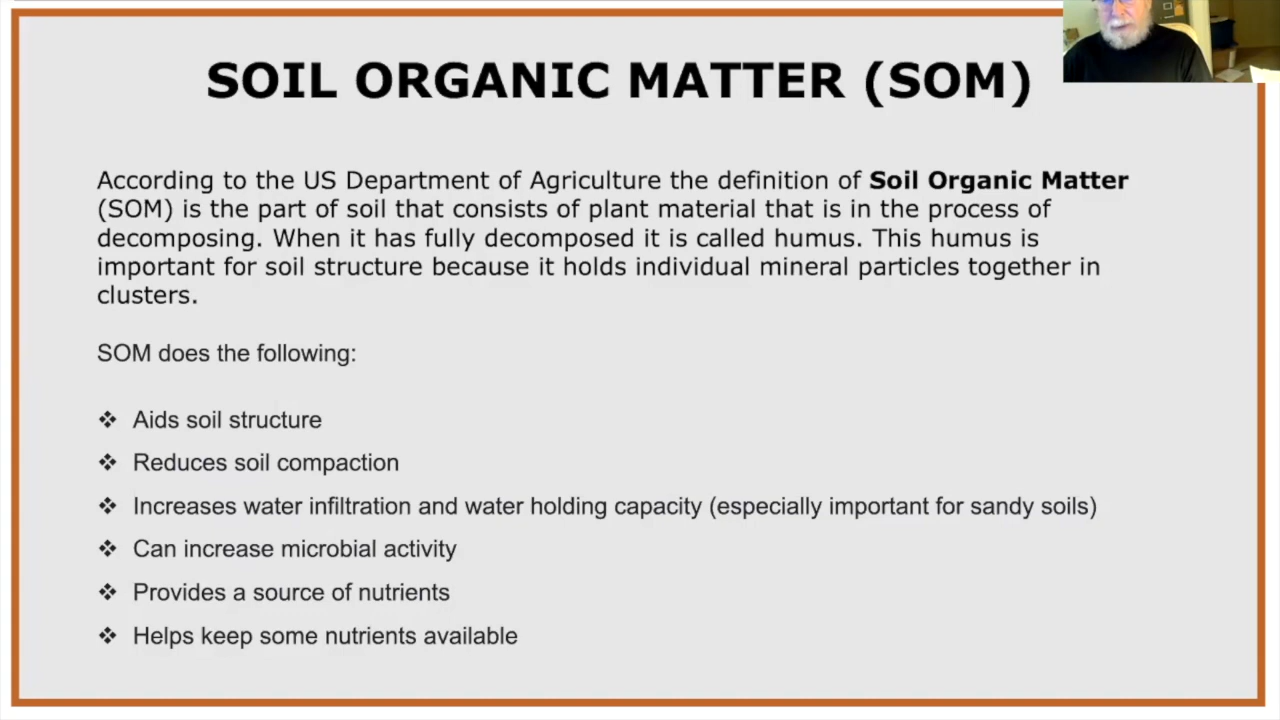 SOIL ORGANIC MATTER (SOM)
According to the US Department of Agriculture the definition of Soil Organic Matter
(SOM) is the part of soil that consists of plant material that is in the process of
decomposing. When it has fully decomposed it is called humus. This humus is
important for soil structure because it holds individual mineral particles together in
clusters.
SOM does the following:
❖ Aids soil structure
❖ Reduces soil compaction
❖ Increases water infiltration and water holding capacity (especially important for sandy soils)
❖ Can increase microbial activity
❖ Provides a source of nutrients
❖ Helps keep some nutrients available